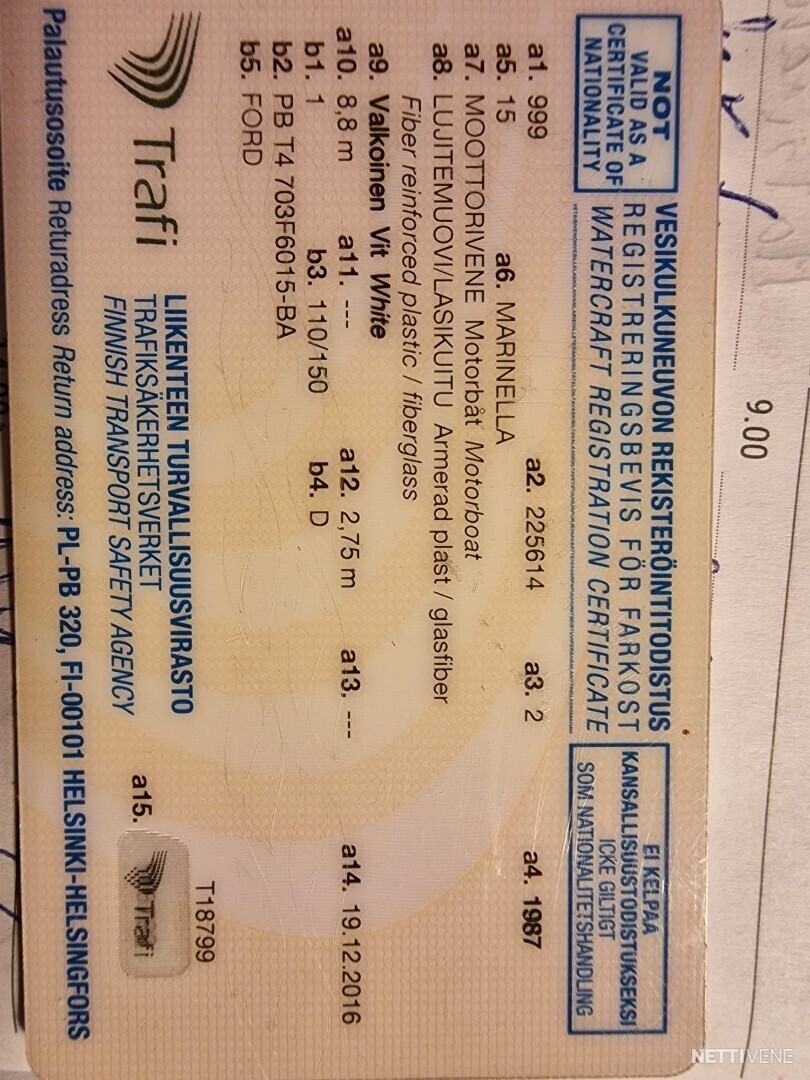 9.00
NOT
VALID AS A
CERTIFICATE OF
NATIONALITY
VESIKULKUNEUVON REKISTERÖINTITODISTUS
REGISTRERINGSBEVIS FÖR FARKOST
WATERCRAFT REGISTRATION CERTIFICATE
EI KELPAA
KANSALLISUUSTODISTUKSEKSI
ICKE GILTIGT
SOM NATIONALITETSHANDLING
a1. 999 a2. 225614 a3. 2 a4. 1987
a5. 15 a6. MARINELLA
a7. MOOTTORIVENE Motorbåt Motorboat
a8. LUJITEMUOVI/LASIKUITU Armerad plast / glasfiber
Fiber reinforced plastic / fiberglass
a9. Valkoinen Vit White
a10. 8,8 m a11. --- a12. 2,75 m a13. --- a14. 19.12.2016
b1. 1 b3. 110/150 b4. D
b2. PB T4 703F6015-BA
b5. FORD
T18799
Trafi
LIIKENTEEN TURVALLISUUSVIRASTO
TRAFIKSÄKERHETSVERKET
FINNISH TRANSPORT SAFETY AGENCY
a15. Trafi
Palautusosoite Returadress Return address: PL-PB 320, FI-00101 HELSINKI-HELSINGFORS
NETTIVENE